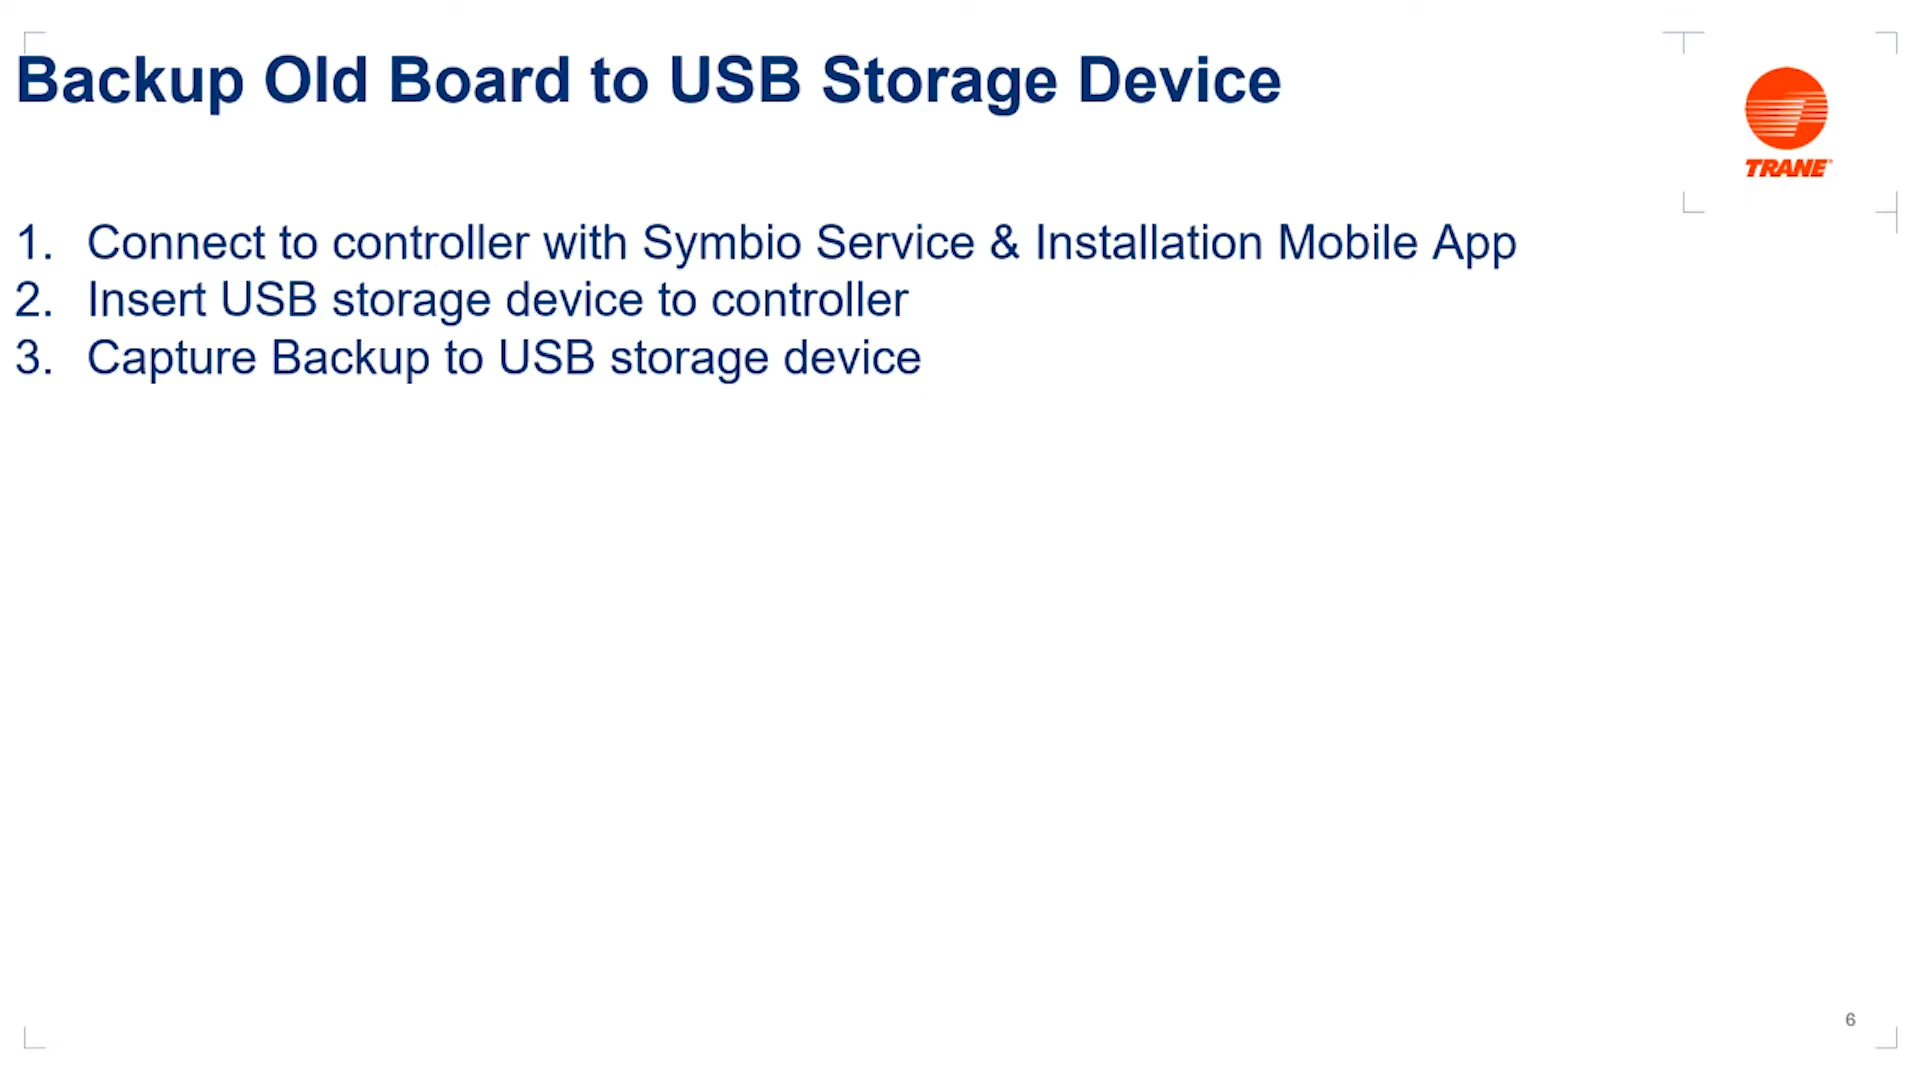 Backup Old Board to USB Storage Device
TRANE
1. Connect to controller with Symbio Service & Installation Mobile App
2. Insert USB storage device to controller
3. Capture Backup to USB storage device
6